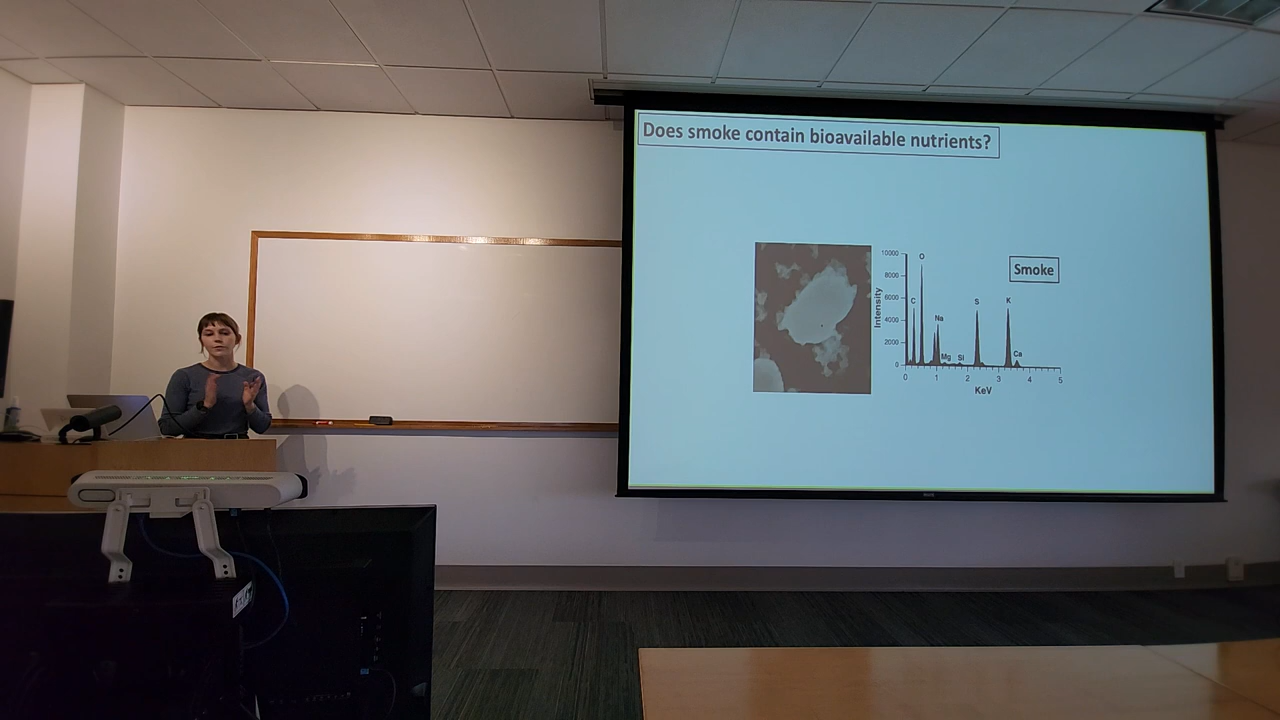 Does smoke contain bioavailable nutrients?
Smoke
10000
8000
6000
4000
2000
0
Intensity
C
O
Na
Mg
Si
S
K
Ca
0 1 2 3 4 5
KeV